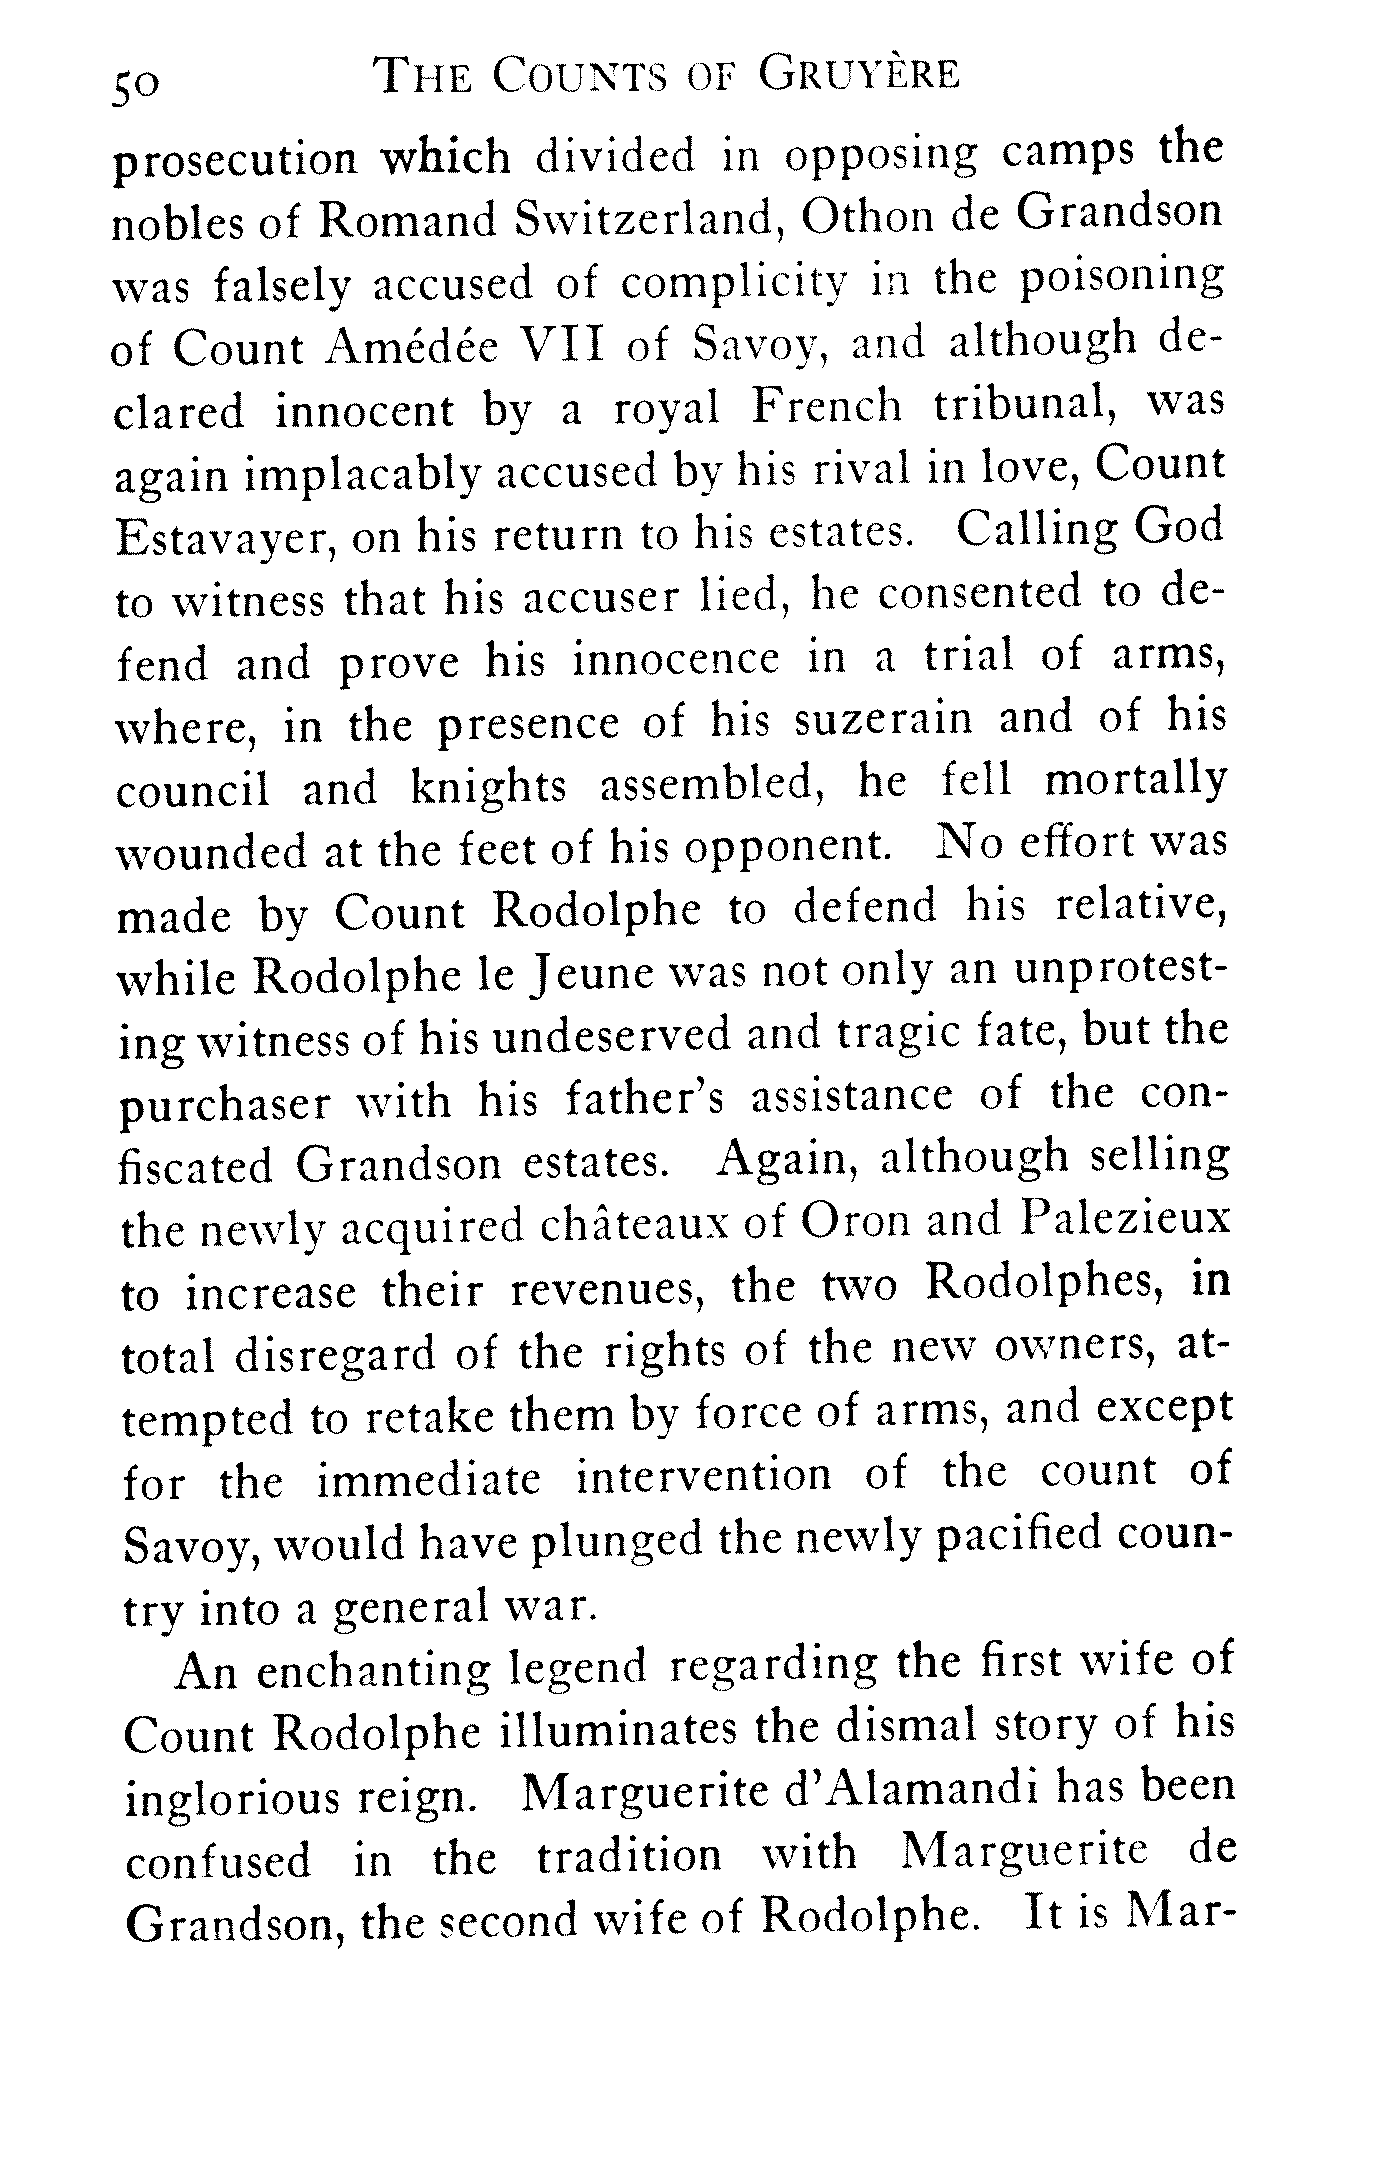 50 THE COUNTS OF GRUYÈRE
prosecution which divided in opposing camps the
nobles of Romand Switzerland, Othon de Grandson
was falsely accused of complicity in the poisoning
of Count Amédée VII of Savoy, and although de-
clared innocent by a royal French tribunal, was
again implacably accused by his rival in love, Count
Estavayer, on his return to his estates. Calling God
to witness that his accuser lied, he consented to de-
fend and prove his innocence in a trial of arms,
where, in the presence of his suzerain and of his
council and knights assembled, he fell mortally
wounded at the feet of his opponent. No effort was
made by Count Rodolphe to defend his relative,
while Rodolphe le Jeune was not only an unprotest-
ing witness of his undeserved and tragic fate, but the
purchaser with his father's assistance of the con-
fiscated Grandson estates. Again, although selling
the newly acquired châteaux of Oron and Palezieux
to increase their revenues, the two Rodolphes, in
total disregard of the rights of the new owners, at-
tempted to retake them by force of arms, and except
for the immediate intervention of the count of
Savoy, would have plunged the newly pacified coun-
try into a general war.
An enchanting legend regarding the first wife of
Count Rodolphe illuminates the dismal story of his
inglorious reign. Marguerite d'Alamandi has been
confused in the tradition with Marguerite de
Grandson, the second wife of Rodolphe. It is Mar-